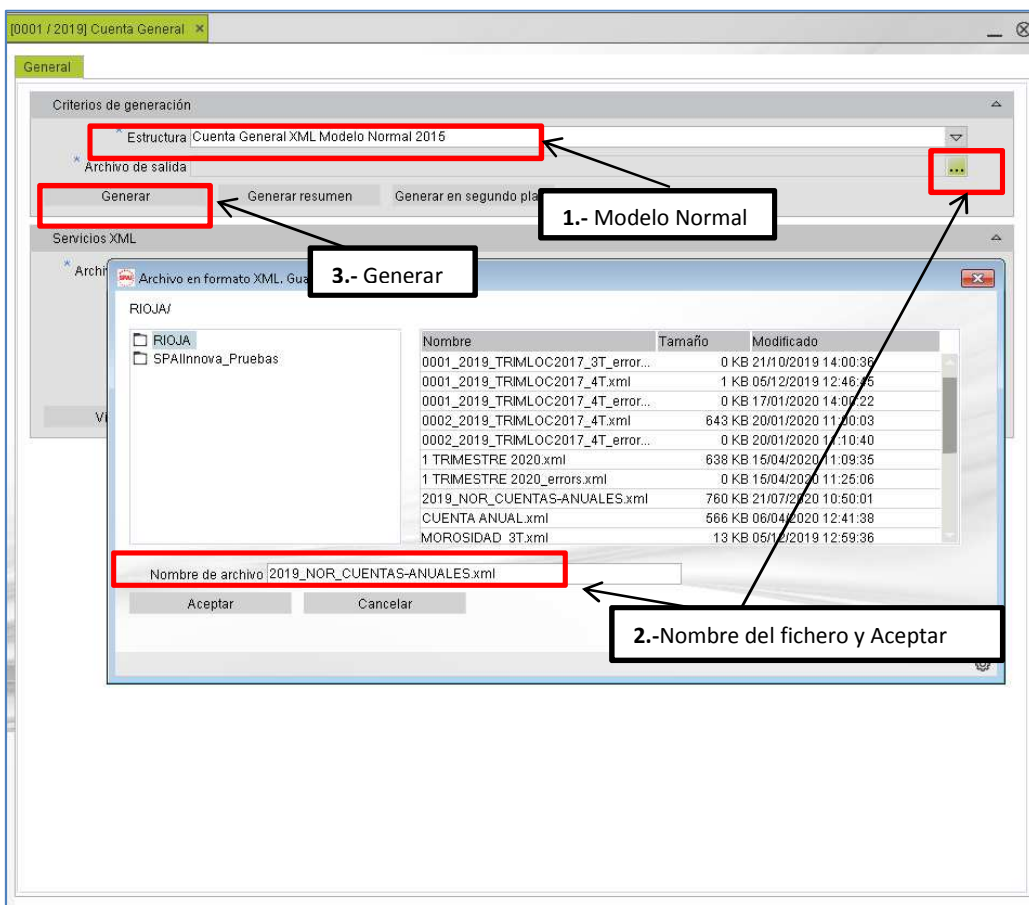 [0001 / 2019] Cuenta General
General
Criterios de generación
* Estructura Cuenta General XML Modelo Normal 2015
* Archivo de salida
...
Generar Generar resumen Generar en segundo pla
1.- Modelo Normal
Servicios XML
3.- Generar
* Archi
Archivo en formato XML. Gua
RIOJA/
RIOJA
SPAIInnova_Pruebas
Nombre Tamaño Modificado
0001_2019_TRIMLOC2017_3T_error... 0 KB 21/10/2019 14:00:36
0001_2019_TRIMLOC2017_4T.xml 1 KB 05/12/2019 12:46:45
0001_2019_TRIMLOC2017_4T_error... 0 KB 17/01/2020 14:00:22
0002_2019_TRIMLOC2017_4T.xml 643 KB 20/01/2020 11:00:03
0002_2019_TRIMLOC2017_4T_error... 0 KB 20/01/2020 11:10:40
1 TRIMESTRE 2020.xml 638 KB 15/04/2020 11:09:35
1 TRIMESTRE 2020_errors.xml 0 KB 15/04/2020 11:25:06
2019_NOR_CUENTAS-ANUALES.xml 760 KB 21/07/2020 10:50:01
CUENTA ANUAL.xml 566 KB 06/04/2020 12:41:38
MOROSIDAD 3T.xml 13 KB 05/12/2019 12:59:36
Vi
Nombre de archivo 2019_NOR_CUENTAS-ANUALES.xml
Aceptar Cancelar
2.-Nombre del fichero y Aceptar